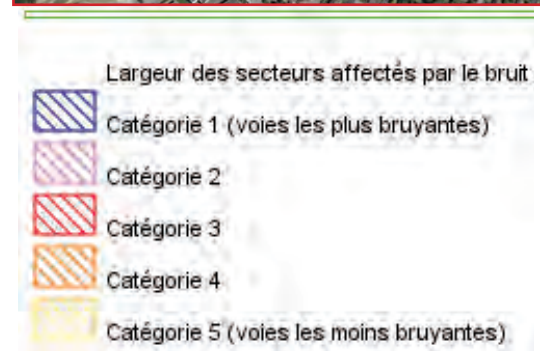 Largeur des secteurs affectés par le bruit
Catégorie 1 (voies les plus bruyantes)
Catégorie 2
Catégorie 3
Catégorie 4
Catégorie 5 (voies les moins bruyantes)